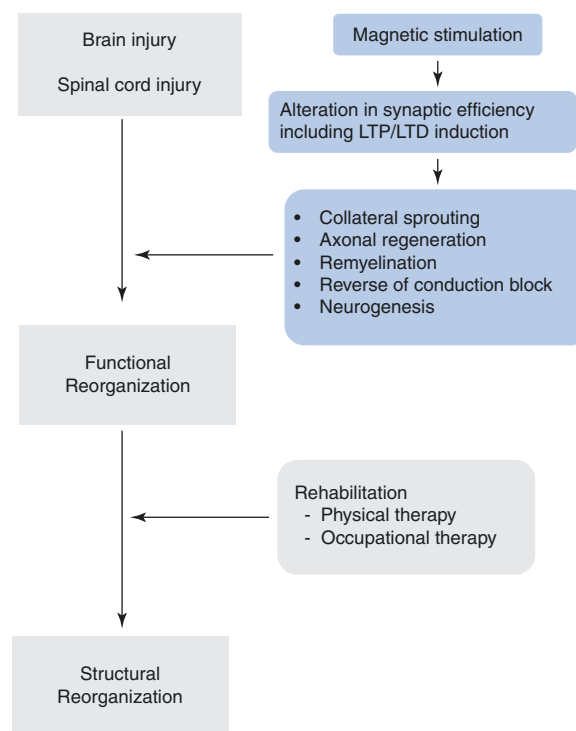 Brain injury
Spinal cord injury
Magnetic stimulation
Alteration in synaptic efficiency
including LTP/LTD induction
• Collateral sprouting
• Axonal regeneration
• Remyelination
• Reverse of conduction block
• Neurogenesis
Functional
Reorganization
Rehabilitation
- Physical therapy
- Occupational therapy
Structural
Reorganization